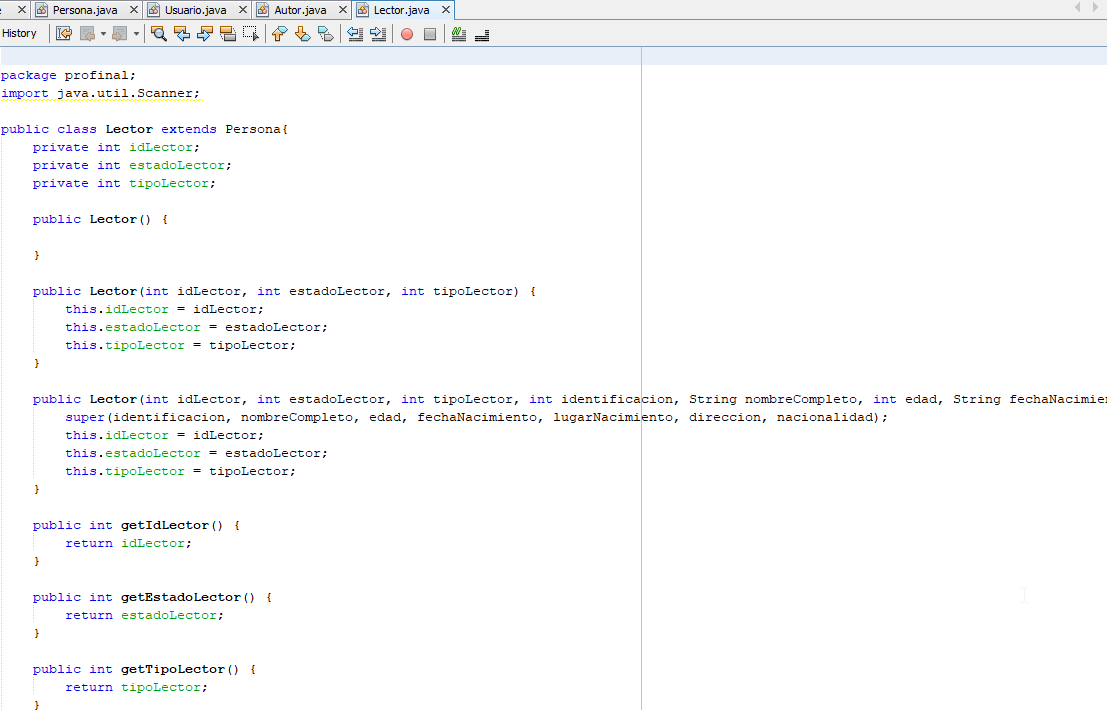 Persona.java Usuario.java Autor.java Lector.java
History
package profinal;
import java.util.Scanner;
public class Lector extends Persona{
private int idLector;
private int estadoLector;
private int tipoLector;
public Lector() {
}
public Lector(int idLector, int estadoLector, int tipoLector) {
this.idLector = idLector;
this.estadoLector = estadoLector;
this.tipoLector = tipoLector;
}
public Lector(int idLector, int estadoLector, int tipoLector, int identificacion, String nombreCompleto, int edad, String fechaNacimie
super(identificacion, nombreCompleto, edad, fechaNacimiento, lugarNacimiento, direccion, nacionalidad);
this.idLector = idLector;
this.estadoLector = estadoLector;
this.tipoLector = tipoLector;
}
public int getIdLector() {
return idLector;
}
public int getEstadoLector() {
return estadoLector;
}
public int getTipoLector() {
return tipoLector;
}